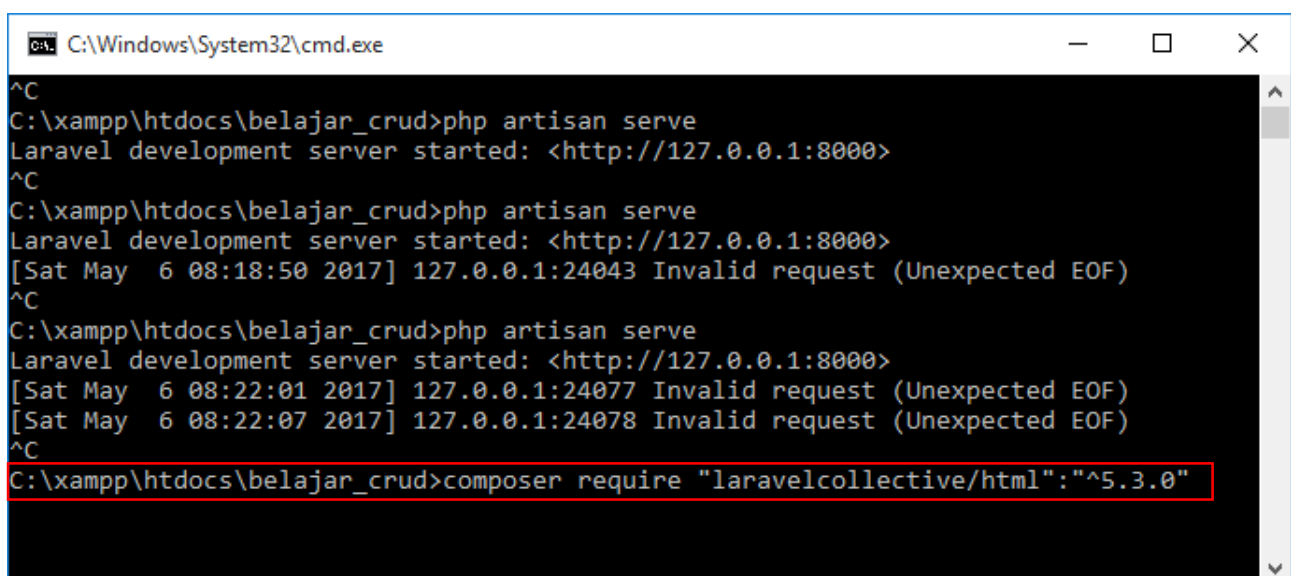 C:\Windows\System32\cmd.exe
^C
C:\xampp\htdocs\belajar_crud>php artisan serve
Laravel development server started: <http://127.0.0.1:8000>
^C
C:\xampp\htdocs\belajar_crud>php artisan serve
Laravel development server started: <http://127.0.0.1:8000>
[Sat May  6 08:18:50 2017] 127.0.0.1:24043 Invalid request (Unexpected EOF)
^C
C:\xampp\htdocs\belajar_crud>php artisan serve
Laravel development server started: <http://127.0.0.1:8000>
[Sat May  6 08:22:01 2017] 127.0.0.1:24077 Invalid request (Unexpected EOF)
[Sat May  6 08:22:07 2017] 127.0.0.1:24078 Invalid request (Unexpected EOF)
^C
C:\xampp\htdocs\belajar_crud>composer require "laravelcollective/html":"^5.3.0"